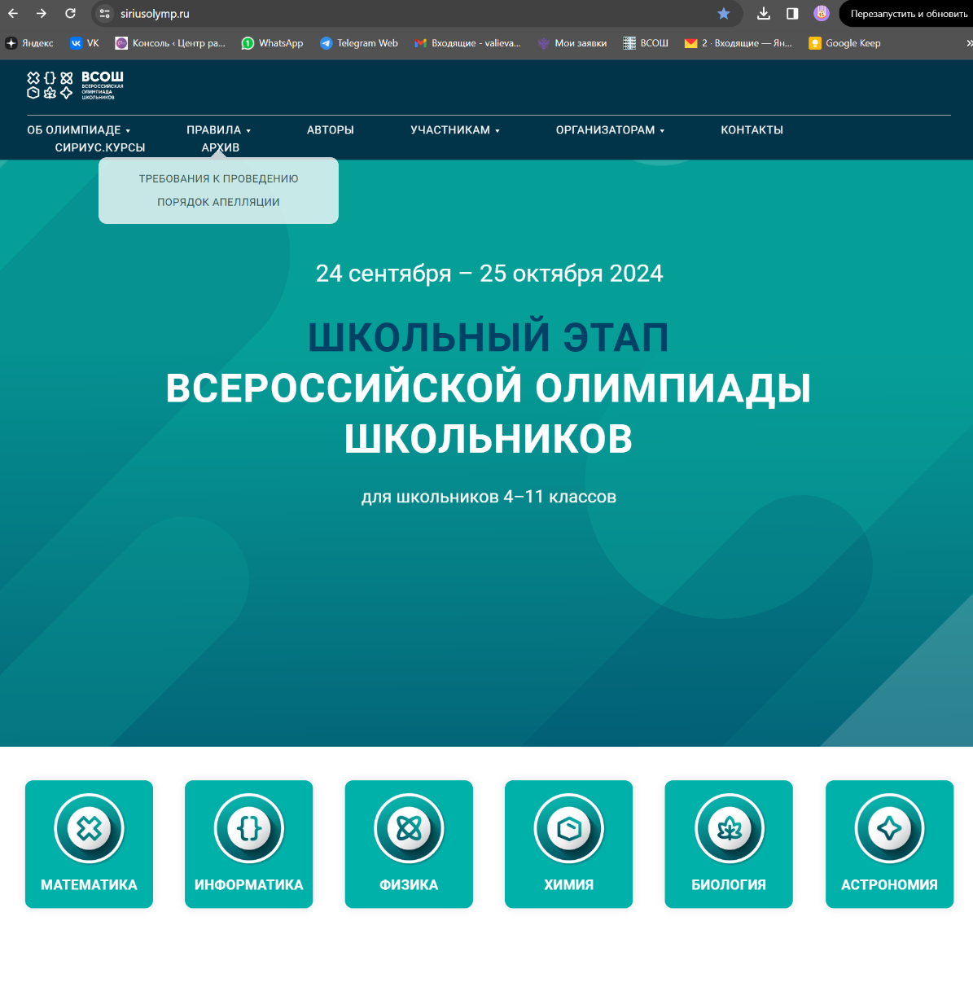 siriusolymp.ru
Перезапустить и обновить
Яндекс VK Консоль ‹ Центр ра... WhatsApp Telegram Web Входящие - valieva... Мои заявки ВСОШ 2 · Входящие — Ян... Google Keep »
ВСОШ
ВСЕРОССИЙСКАЯ
ОЛИМПИАДА
ШКОЛЬНИКОВ
ОБ ОЛИМПИАДЕ ПРАВИЛА АВТОРЫ УЧАСТНИКАМ ОРГАНИЗАТОРАМ КОНТАКТЫ
СИРИУС.КУРСЫ АРХИВ
ТРЕБОВАНИЯ К ПРОВЕДЕНИЮ
ПОРЯДОК АПЕЛЛЯЦИИ
24 сентября – 25 октября 2024
ШКОЛЬНЫЙ ЭТАП
ВСЕРОССИЙСКОЙ ОЛИМПИАДЫ
ШКОЛЬНИКОВ
для школьников 4–11 классов
МАТЕМАТИКА ИНФОРМАТИКА ФИЗИКА ХИМИЯ БИОЛОГИЯ АСТРОНОМИЯ